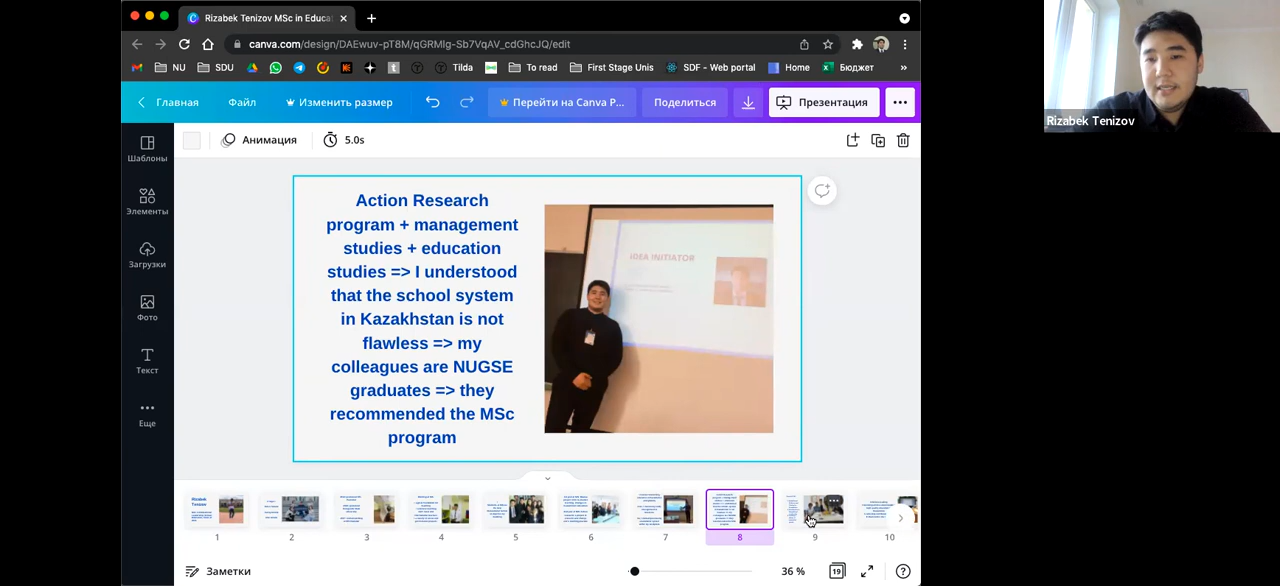 Rizabek Tenizov MSc in Educa
canva.com/design/DAEwuv-pT8M/qGRMlg-Sb7VqAV_cdGhcJQ/edit
NU
SDU
Tilda
To read
First Stage Unis
SDF - Web portal
Home
Бюджет
»
Главная
Файл
Изменить размер
Перейти на Canva P...
Поделиться
Презентация
Анимация
5.0s
Шаблоны
Элементы
Загрузки
Фото
Текст
Еще
Action Research
program + management
studies + education
studies => I understood
that the school system
in Kazakhstan is not
flawless => my
colleagues are NUGSE
graduates => they
recommended the MSc
program
IDEA INITIATOR
Rizabek
Tenizov
1
2
3
4
5
6
7
8
9
10
Заметки
36 %
19
Rizabek Tenizov